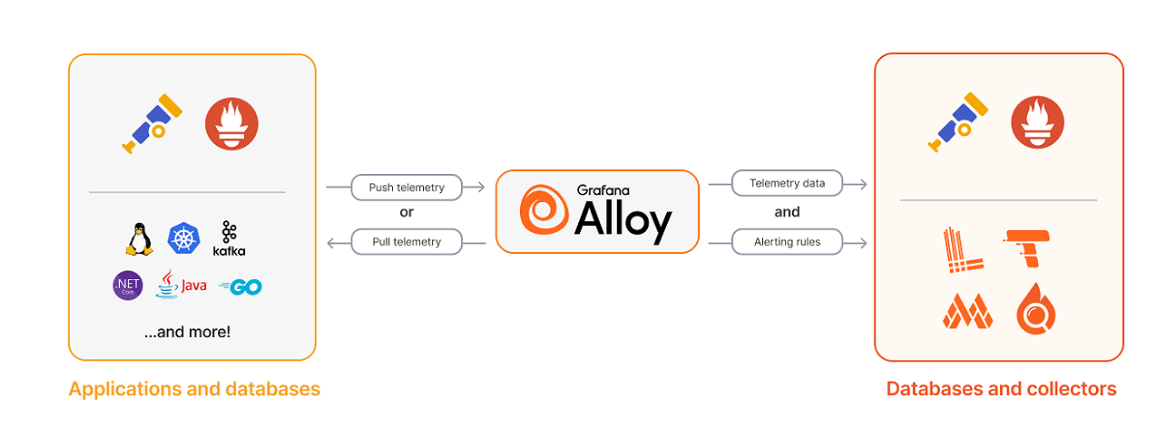 .NET
Core
kafka
Java
GO
...and more!
Applications and databases
Push telemetry
or
Pull telemetry
Grafana
Alloy
Telemetry data
and
Alerting rules
Databases and collectors